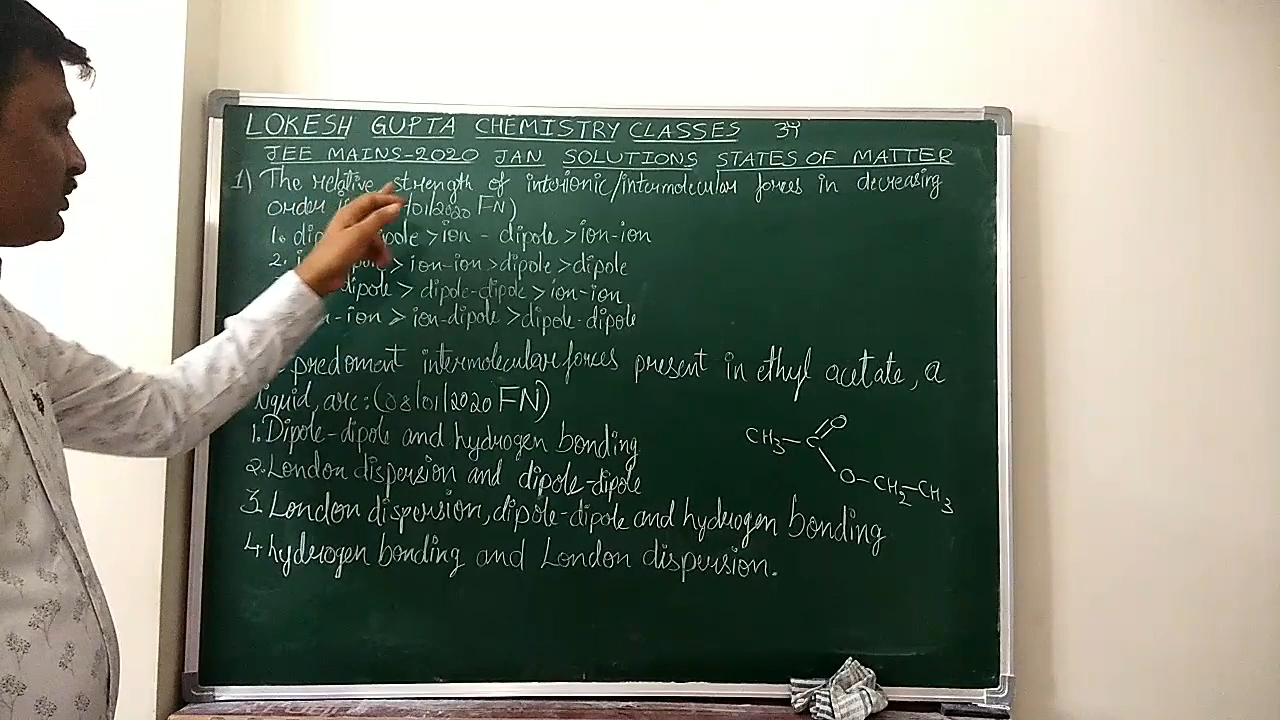 LOKESH GUPTA CHEMISTRY CLASSES 34
JEE MAINS-2020 JAN SOLUTIONS STATES OF MATTER
1) The relative strength of interionic/intermolecular forces in decreasing
order 01/2020 FN)
1. dipole > ion - dipole > ion-ion
2. > ion-ion > dipole > dipole
dipole > dipole-dipole > ion-ion
-ion > ion-dipole > dipole-dipole
predoment intermolecular forces present in ethyl acetate, a
liquid, are: (08/01/2020 FN)
1. Dipole-dipole and hydrogen bonding
2. London dispersion and dipole-dipole
3. London dispersion, dipole-dipole and hydrogen bonding
4. hydrogen bonding and London dispersion.
CH3-C
O
O-CH2-CH3